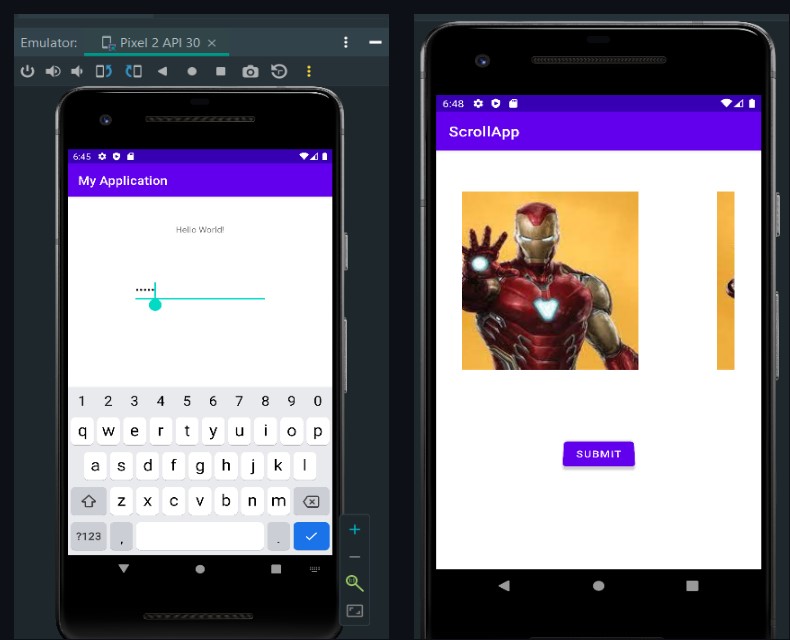 Emulator: Pixel 2 API 30
6:45
My Application
Hello World!
.....
1 2 3 4 5 6 7 8 9 0
q w e r t y u i o p
a s d f g h j k l
z x c v b n m
?123 , .
6:48
ScrollApp
SUBMIT